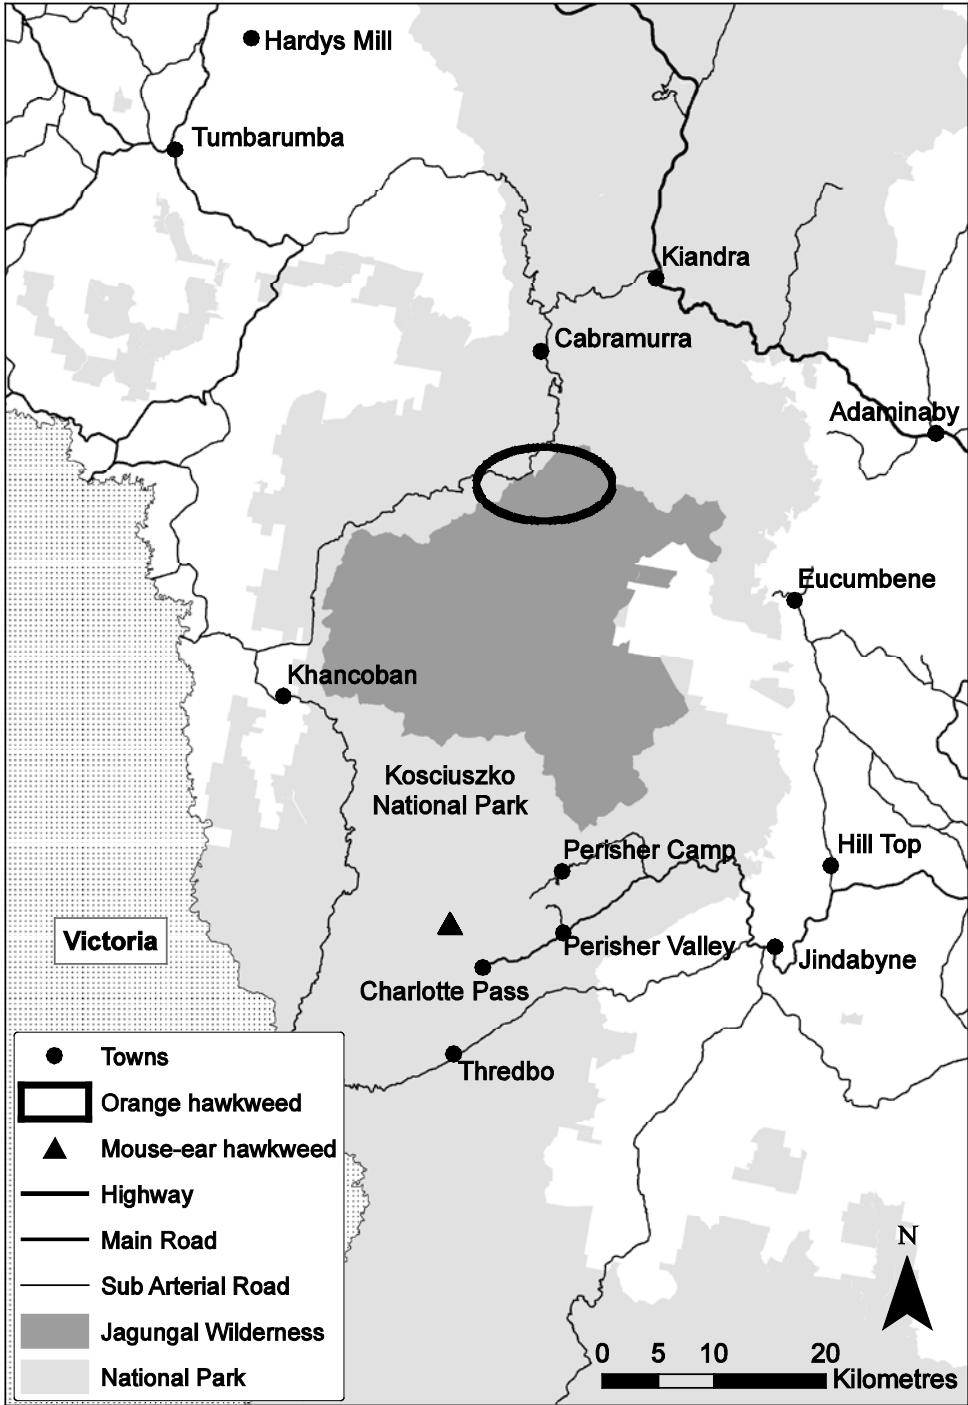 Hardys Mill
Tumbarumba
Kiandra
Cabramurra
Adaminaby
Eucumbene
Khancoban
Kosciuszko
National Park
Perisher Camp
Hill Top
Victoria
Perisher Valley
Jindabyne
Charlotte Pass
Thredbo
Towns
Orange hawkweed
Mouse-ear hawkweed
Highway
Main Road
Sub Arterial Road
Jagungal Wilderness
National Park
N
0 5 10 20
Kilometres